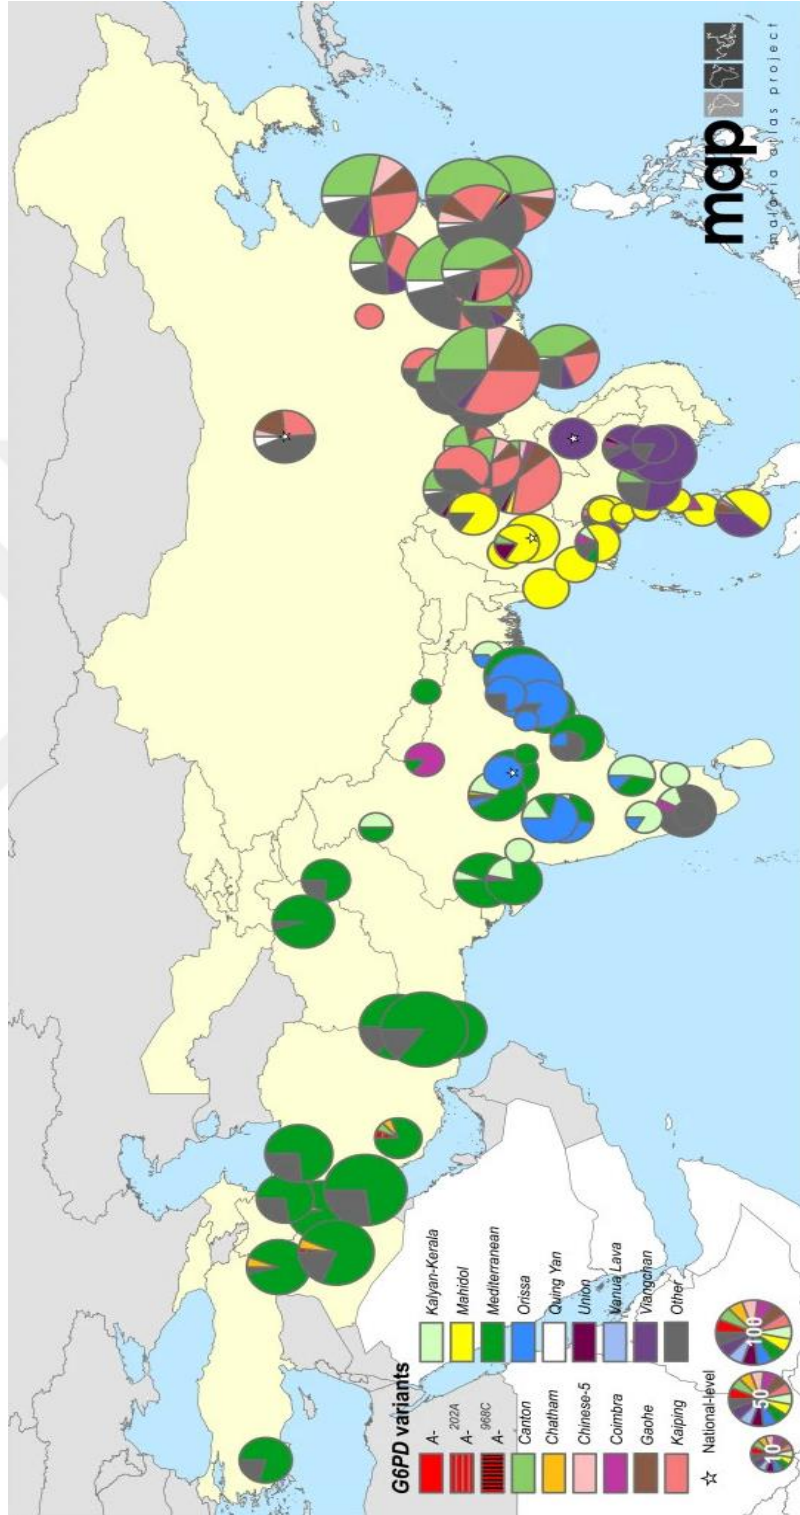 map
malaria atlas project
G6PD variants
A-
A- 202A
A- 968C
Canton
Chatham
Chinese-5
Coimbra
Gaohe
Kaiping
Kalyan-Kerala
Mahidol
Mediterranean
Orissa
Quing Yan
Union
Vanua Lava
Viangchan
Other
National-level
10
50
100